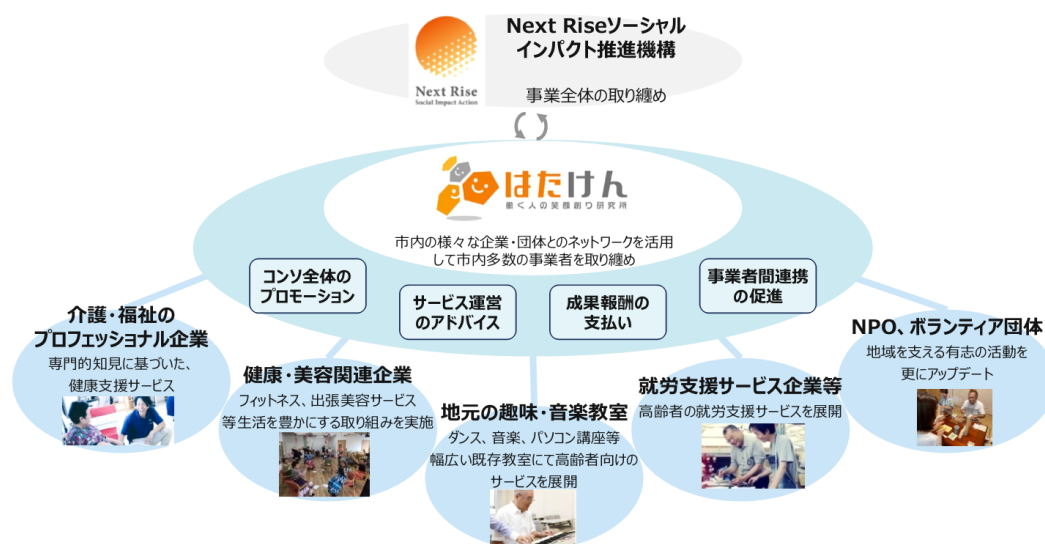 Next Riseソーシャル
インパクト推進機構
Next Rise
Social Impact Action
事業全体の取り纏め
はたけん
働く人の笑顔創り研究所
市内の様々な企業・団体とのネットワークを活用
して市内多数の事業者を取り纏め
コンソ全体の
プロモーション
サービス運営
のアドバイス
成果報酬の
支払い
事業者間連携
の促進
介護・福祉の
プロフェッショナル企業
専門的知見に基づいた、
健康支援サービス
健康・美容関連企業
フィットネス、出張美容サービス
等生活を豊かにする取り組みを実施
地元の趣味・音楽教室
ダンス、音楽、パソコン講座等
幅広い既存教室にて高齢者向けの
サービスを展開
就労支援サービス企業等
高齢者の就労支援サービスを展開
NPO、ボランティア団体
地域を支える有志の活動を
更にアップデート